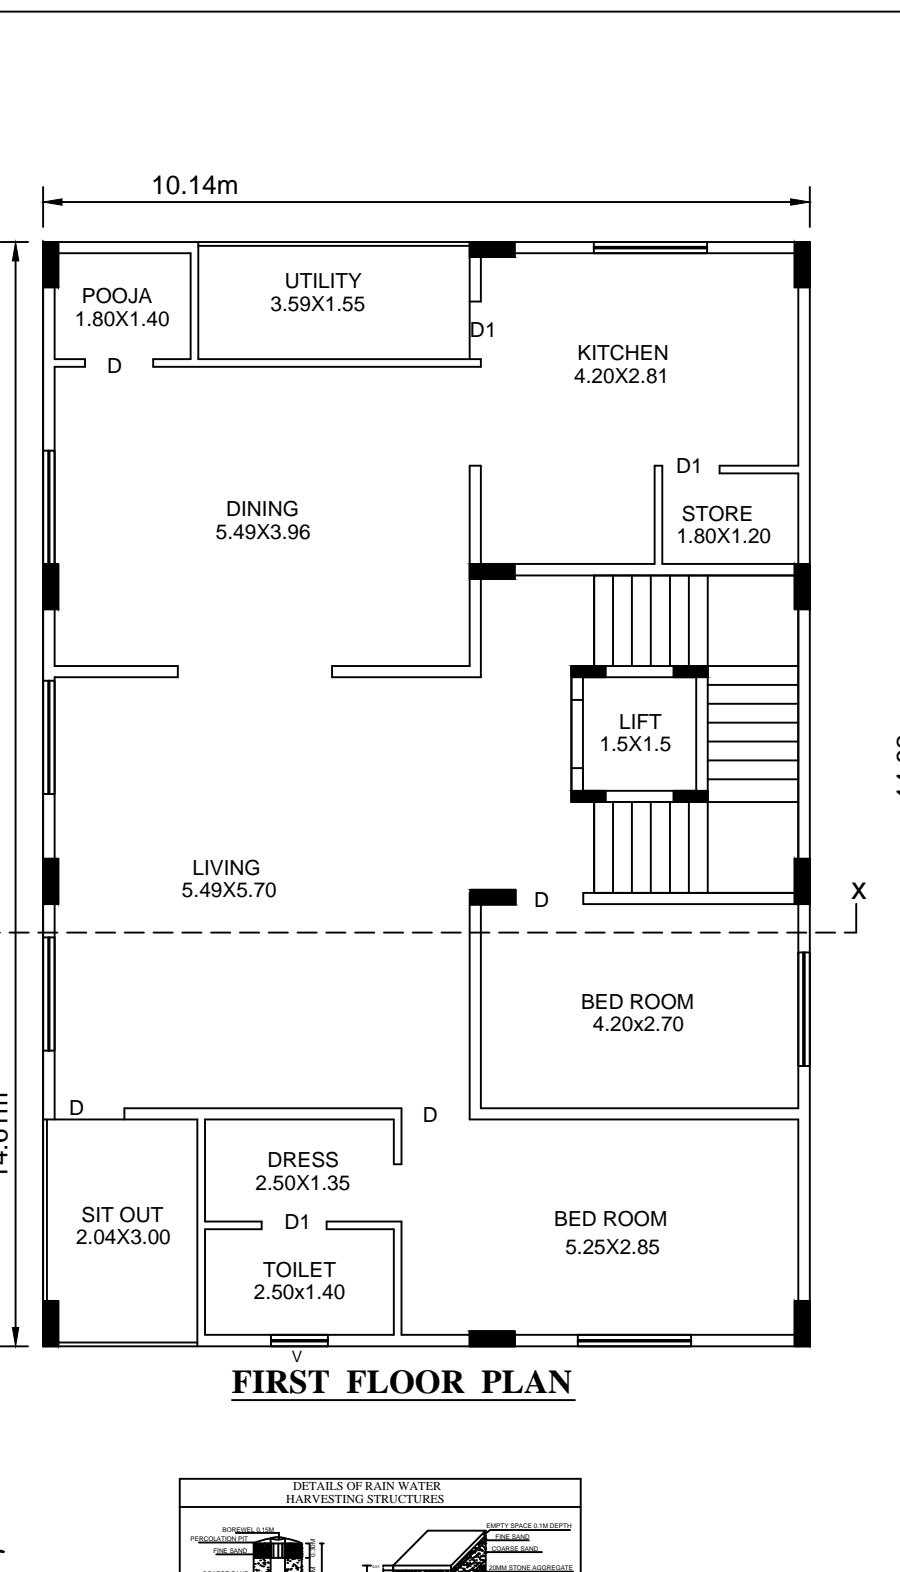 10.14m
POOJA
1.80X1.40
UTILITY
3.59X1.55
D1
D
KITCHEN
4.20X2.81
D1
STORE
1.80X1.20
DINING
5.49X3.96
LIFT
1.5X1.5
LIVING
5.49X5.70
D
X
BED ROOM
4.20x2.70
D
D
DRESS
2.50X1.35
D1
SIT OUT
2.04X3.00
BED ROOM
5.25X2.85
TOILET
2.50x1.40
V
FIRST FLOOR PLAN
DETAILS OF RAIN WATER
HARVESTING STRUCTURES
BOREWEL 0.15M
PERCOLATION PIT
FINE SAND
0.30M
EMPTY SPACE 0.1M DEPTH
FINE SAND
COARSE SAND
20MM STONE AGGREGATE